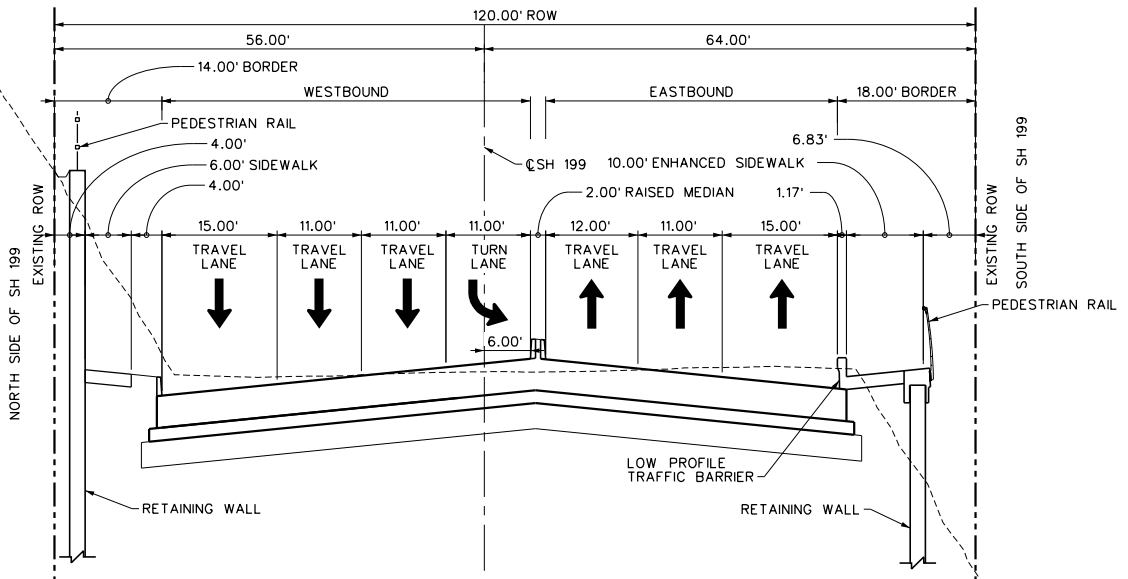 120.00' ROW
56.00'
64.00'
14.00' BORDER
WESTBOUND
EASTBOUND
18.00' BORDER
PEDESTRIAN RAIL
4.00'
6.00' SIDEWALK
4.00'
℄SH 199
10.00' ENHANCED SIDEWALK
6.83'
2.00' RAISED MEDIAN
1.17'
15.00'
11.00'
11.00'
11.00'
12.00'
11.00'
15.00'
TRAVEL
LANE
TRAVEL
LANE
TRAVEL
LANE
TURN
LANE
TRAVEL
LANE
TRAVEL
LANE
TRAVEL
LANE
NORTH SIDE OF SH 199
EXISTING ROW
EXISTING ROW
SOUTH SIDE OF SH 199
PEDESTRIAN RAIL
6.00'
LOW PROFILE
TRAFFIC BARRIER
RETAINING WALL
RETAINING WALL